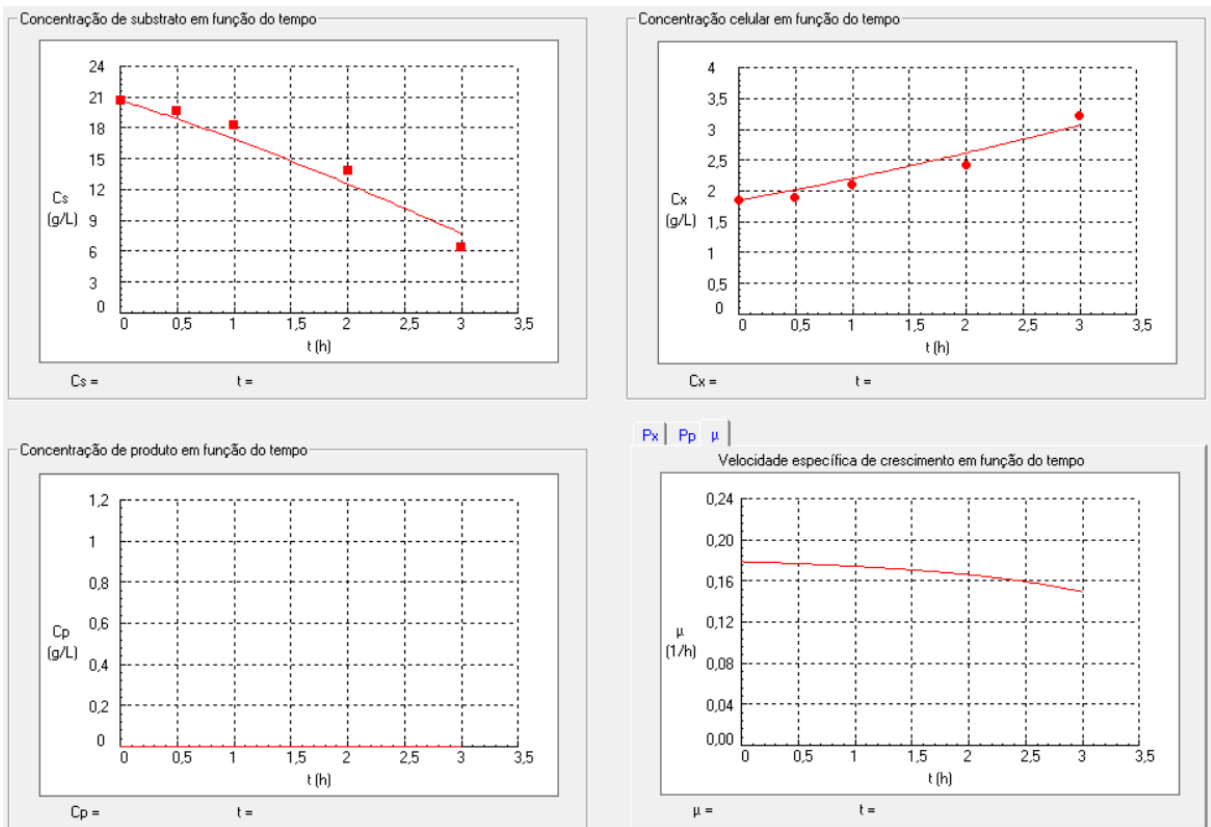 Concentração de substrato em função do tempo
24
21
18
15
12
9
6
3
0
Cs
(g/L)
0 0,5 1 1,5 2 2,5 3 3,5
t (h)
Cs = t =
Concentração celular em função do tempo
4
3,5
3
2,5
2
1,5
1
0,5
0
Cx
(g/L)
0 0,5 1 1,5 2 2,5 3 3,5
t (h)
Cx = t =
Concentração de produto em função do tempo
1,2
1
0,8
0,6
0,4
0,2
0
Cp
(g/L)
0 0,5 1 1,5 2 2,5 3 3,5
t (h)
Cp = t =
Px Pp μ
Velocidade específica de crescimento em função do tempo
0,24
0,20
0,16
0,12
0,08
0,04
0,00
μ
(1/h)
0 0,5 1 1,5 2 2,5 3 3,5
t (h)
μ = t =